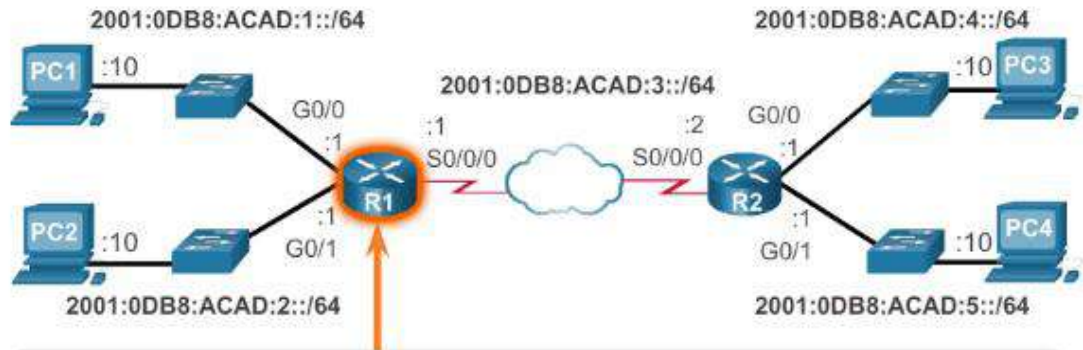 2001:0DB8:ACAD:1::/64
2001:0DB8:ACAD:4::/64
PC1
:10
:10
PC3
2001:0DB8:ACAD:3::/64
G0/0
:1
:1
S0/0/0
:2
S0/0/0
G0/0
:1
R1
R2
PC2
:10
:1
G0/1
:1
G0/1
:10
PC4
2001:0DB8:ACAD:2::/64
2001:0DB8:ACAD:5::/64